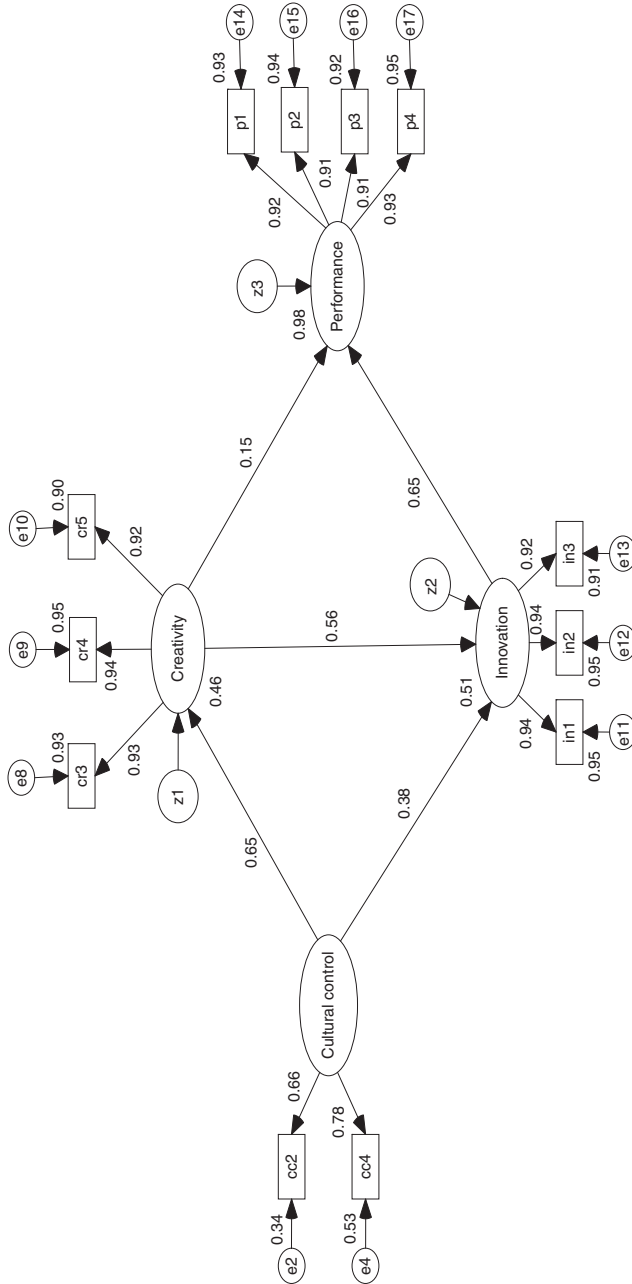 e2
0.34
cc2
0.66
e4
0.53
cc4
0.78
Cultural control
0.65
0.38
z1
e8
0.93
cr3
0.93
e9
0.95
cr4
0.94
e10
0.90
cr5
0.92
Creativity
0.46
0.56
0.15
z2
0.51
Innovation
0.65
0.94
in1
0.95
e11
0.94
in2
0.95
e12
0.92
in3
0.91
e13
z3
0.98
Performance
0.92
p1
0.93
e14
0.91
p2
0.94
e15
0.91
p3
0.92
e16
0.93
p4
0.95
e17